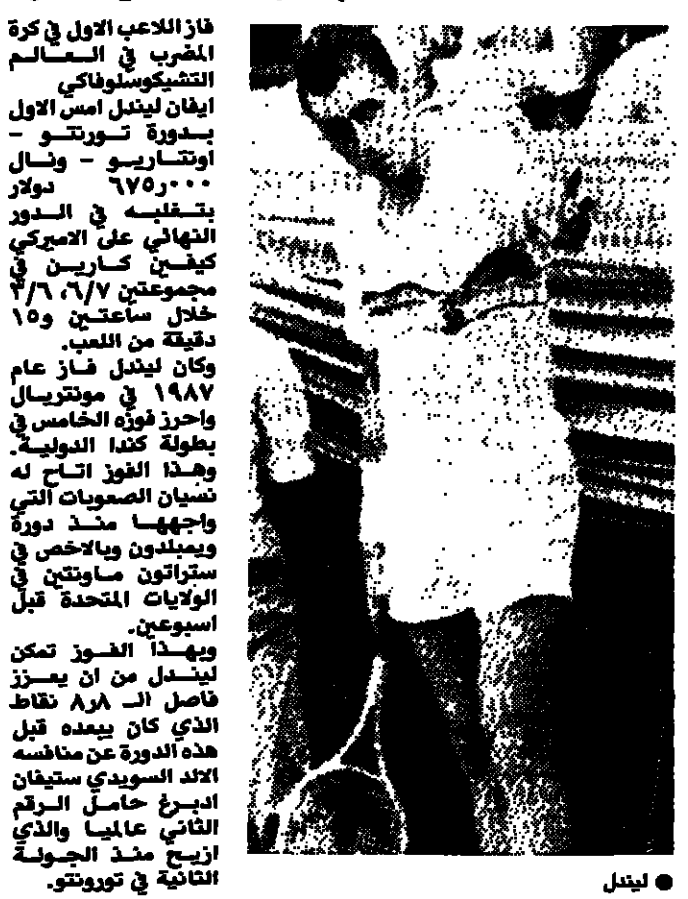 فاز اللاعب الاول في كرة
المضرب في العالم
التشيكوسلوفاكي
ايفان ليندل امس الاول
بدورة تورنتو -
اونتاريو - ونال
٦٧٥ر٠٠٠ دولار
بتغلبه في الدور
النهائي على الاميركي
كيفين كارين في
مجموعتين ٦/٧، ٣/٦
خلال ساعتين و١٥
دقيقة من اللعب.
وكان ليندل فاز عام
١٩٨٧ في مونتريال
واحرز فوزه الخامس في
بطولة كندا الدولية.
وهذا الفوز اتاح له
نسيان الصعوبات التي
واجهها منذ دورة
ويمبلدون وبالاخص في
ستراتون ماونتين في
الولايات المتحدة قبل
اسبوعين.
وبهذا الفوز تمكن
ليندل من ان يعزز
فاصل الـ ٨ر٨ نقاط
الذي كان يبعده قبل
هذه الدورة عن منافسه
الالد السويدي ستيفان
ادبرغ حامل الرقم
الثاني عالميا والذي
ازيح منذ الجولة
الثانية في تورونتو.
● ليندل